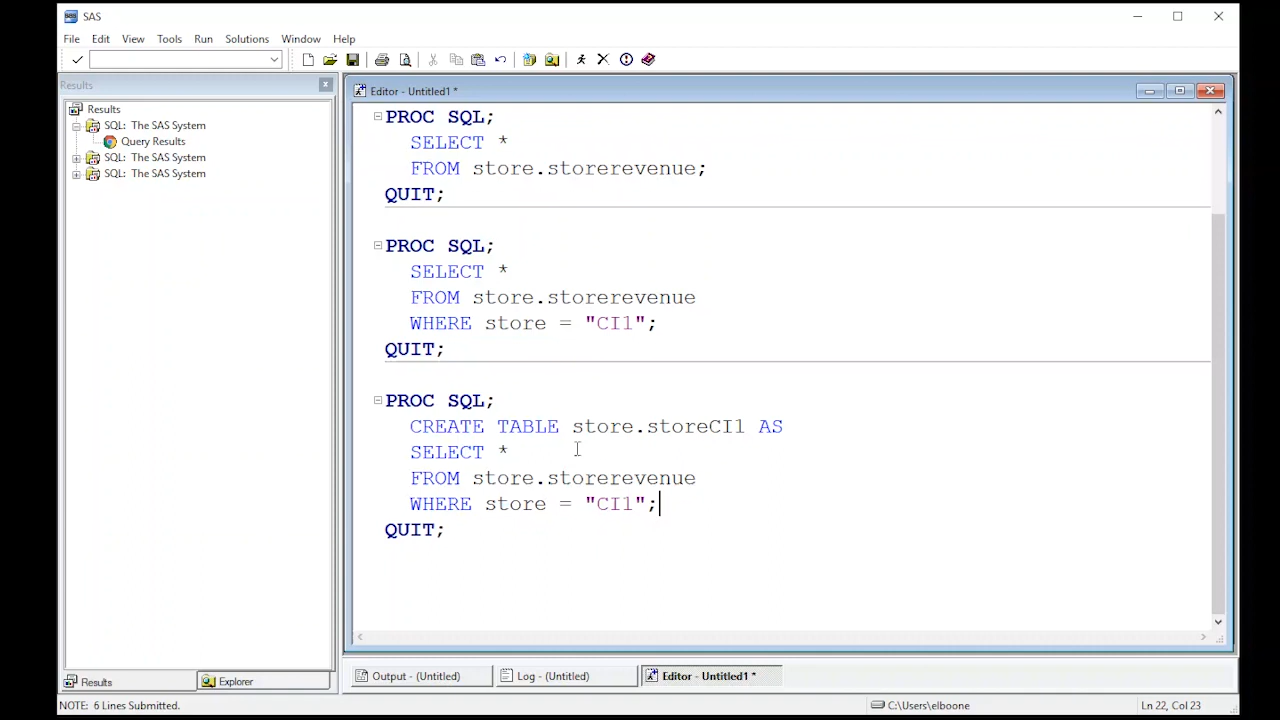 SAS
File Edit View Tools Run Solutions Window Help
Results
Results
SQL: The SAS System
Query Results
SQL: The SAS System
SQL: The SAS System
Results
Explorer
Editor - Untitled1 *
PROC SQL;
SELECT *
FROM store.storerevenue;
QUIT;
PROC SQL;
SELECT *
FROM store.storerevenue
WHERE store = "CI1";
QUIT;
PROC SQL;
CREATE TABLE store.storeCI1 AS
SELECT *
FROM store.storerevenue
WHERE store = "CI1";
QUIT;
Output - (Untitled)
Log - (Untitled)
Editor - Untitled1 *
NOTE: 6 Lines Submitted.
C:\Users\elboone
Ln 22, Col 23